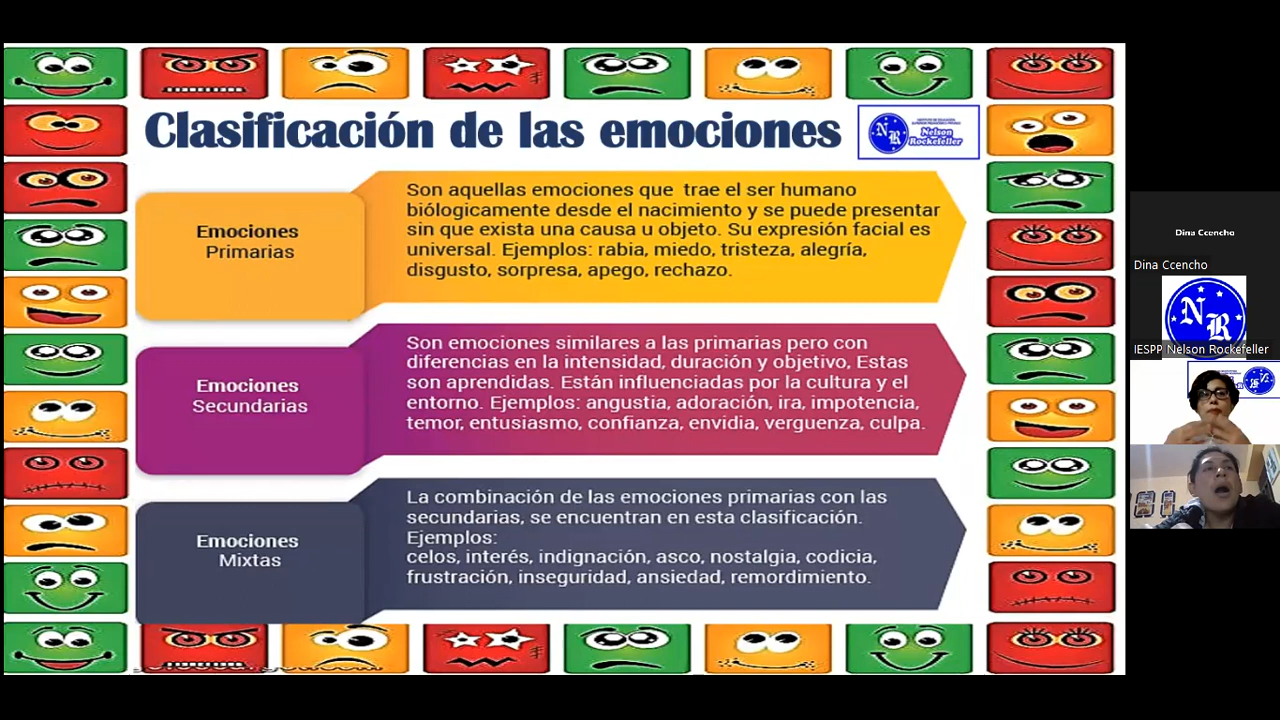 Clasificación de las emociones
Nelson
Rockefeller
Emociones
Primarias
Son aquellas emociones que trae el ser humano
biólogicamente desde el nacimiento y se puede presentar
sin que exista una causa u objeto. Su expresión facial es
universal. Ejemplos: rabia, miedo, tristeza, alegría,
disgusto, sorpresa, apego, rechazo.
Emociones
Secundarias
Son emociones similares a las primarias pero con
diferencias en la intensidad, duración y objetivo, Estas
son aprendidas. Están influenciadas por la cultura y el
entorno. Ejemplos: angustia, adoración, ira, impotencia,
temor, entusiasmo, confianza, envidia, verguenza, culpa.
Emociones
Mixtas
La combinación de las emociones primarias con las
secundarias, se encuentran en esta clasificación.
Ejemplos:
celos, interés, indignación, asco, nostalgia, codicia,
frustración, inseguridad, ansiedad, remordimiento.
Dina Ccencho
Dina Ccencho
N R
IESPP Nelson Rockefeller